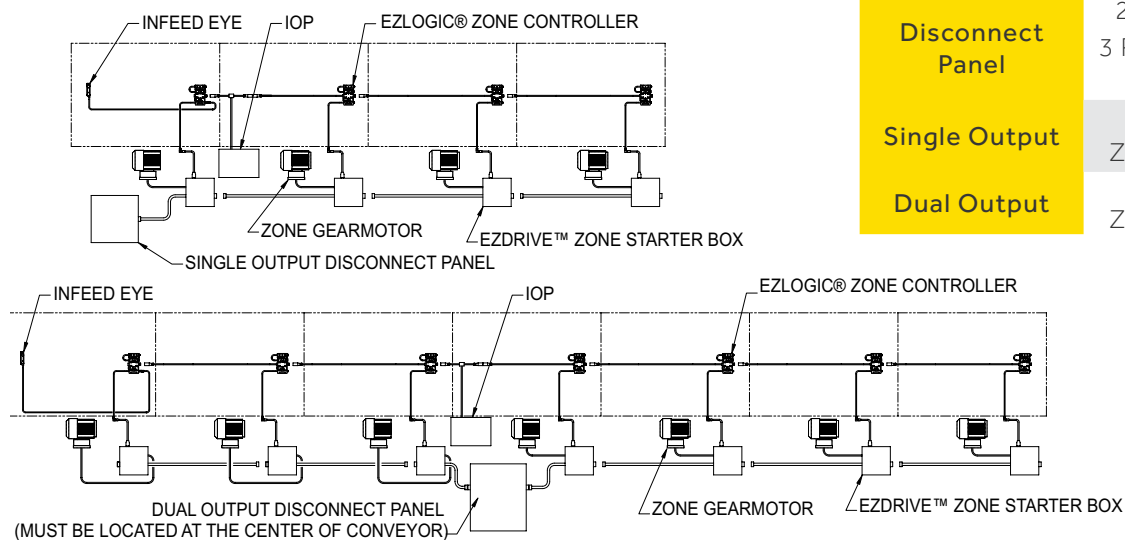 INFEED EYE
IOP
EZLOGIC® ZONE CONTROLLER
ZONE GEARMOTOR
EZDRIVE™ ZONE STARTER BOX
SINGLE OUTPUT DISCONNECT PANEL
Disconnect
Panel
2
3
Single Output
Z
Dual Output
Z
INFEED EYE
IOP
EZLOGIC® ZONE CONTROLLER
DUAL OUTPUT DISCONNECT PANEL
(MUST BE LOCATED AT THE CENTER OF CONVEYOR)
ZONE GEARMOTOR
EZDRIVE™ ZONE STARTER BOX